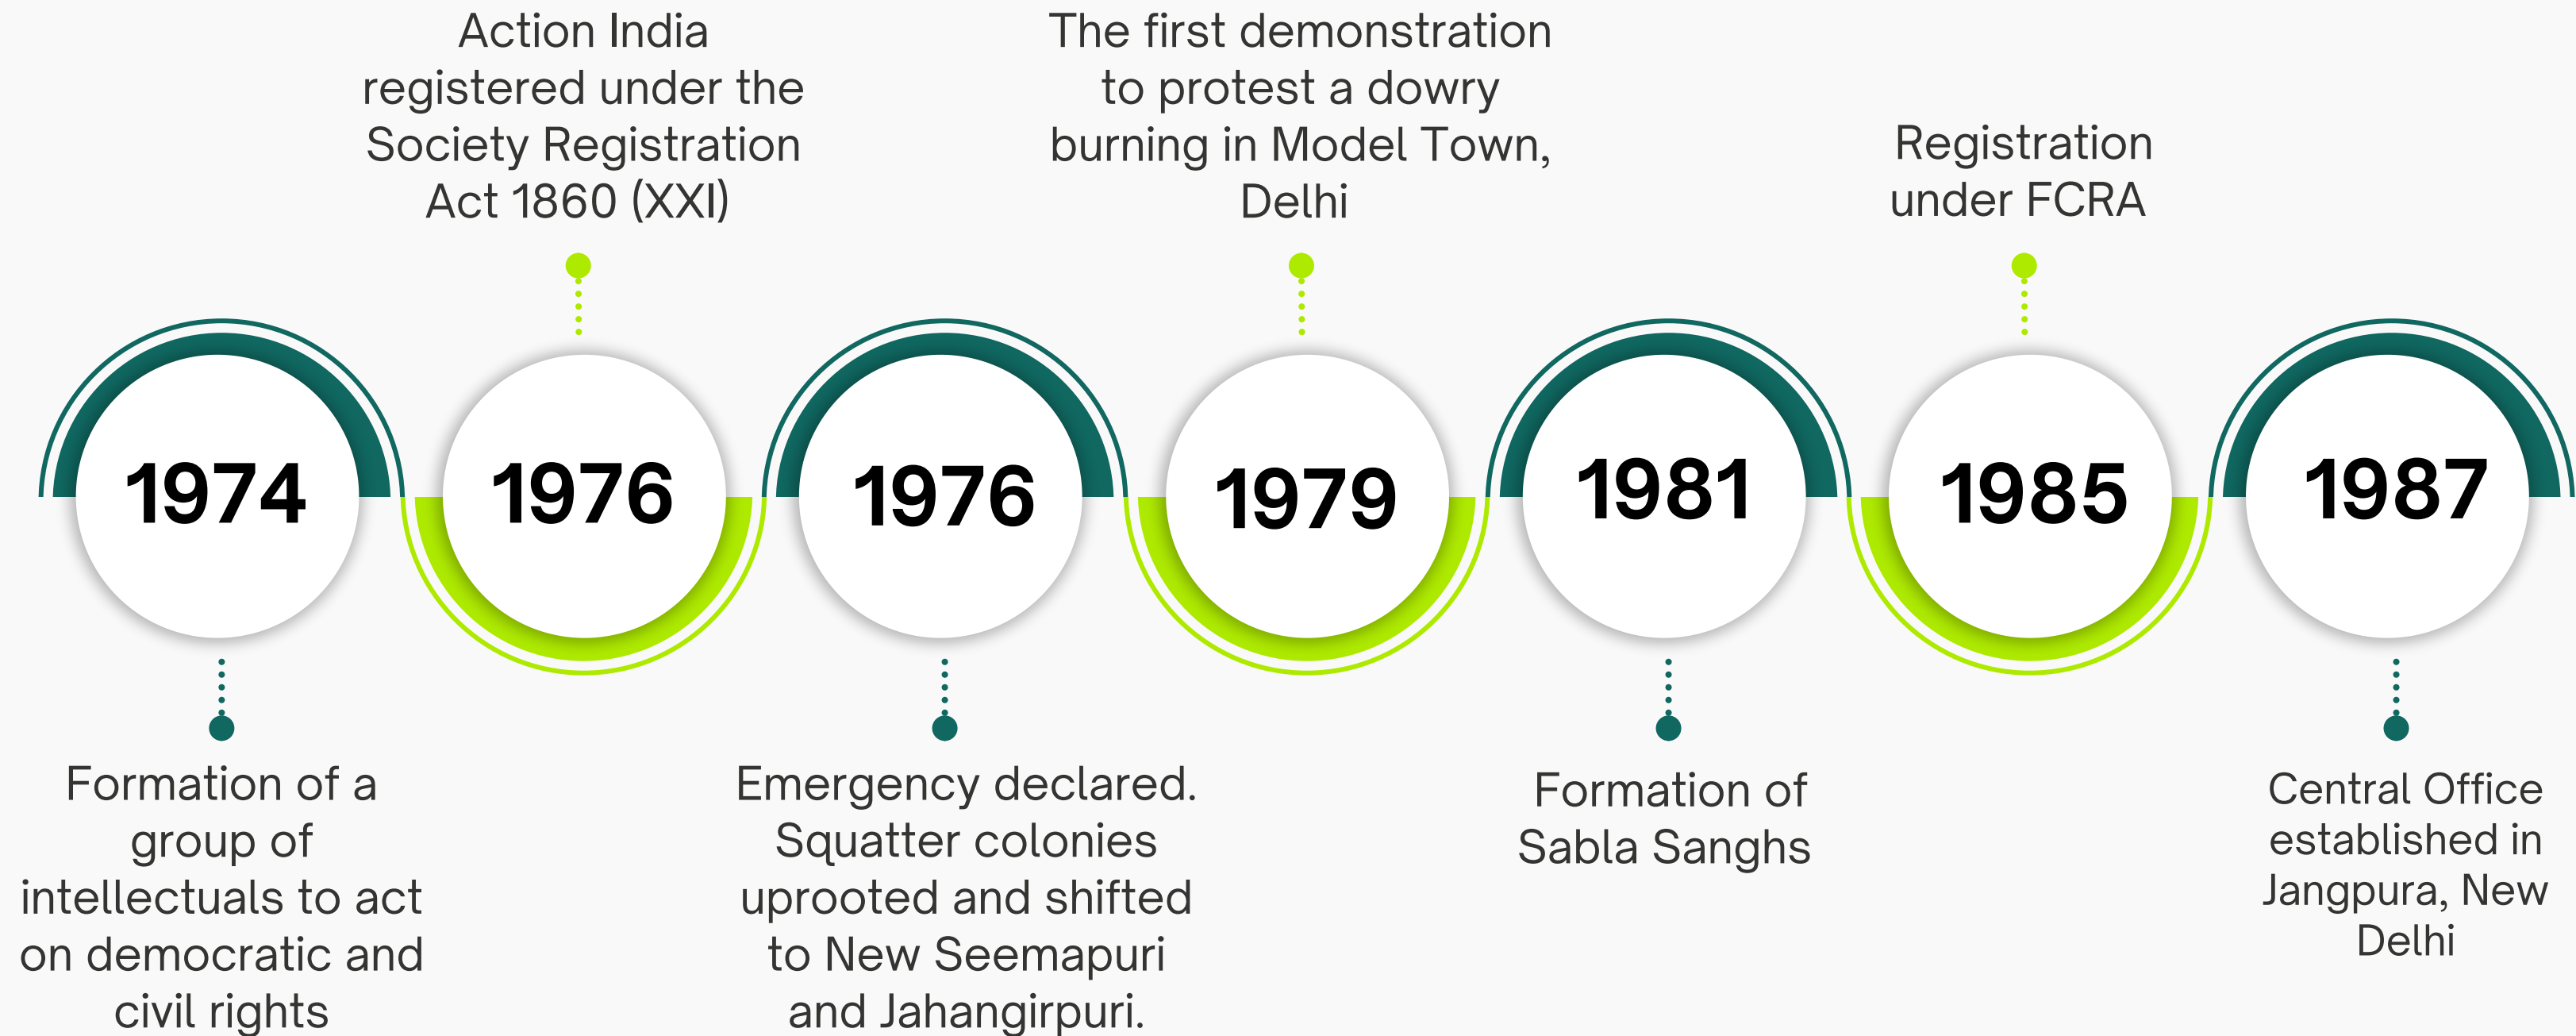 1974
Formation of a
group of
intellectuals to act
on democratic and
civil rights
Action India
registered under the
Society Registration
Act 1860 (XXI)
1976
1976
Emergency declared.
Squatter colonies
uprooted and shifted
to New Seemapuri
and Jahangirpuri.
The first demonstration
to protest a dowry
burning in Model Town,
Delhi
1979
1981
Formation of
Sabla Sanghs
Registration
under FCRA
1985
1987
Central Office
established in
Jangpura, New
Delhi